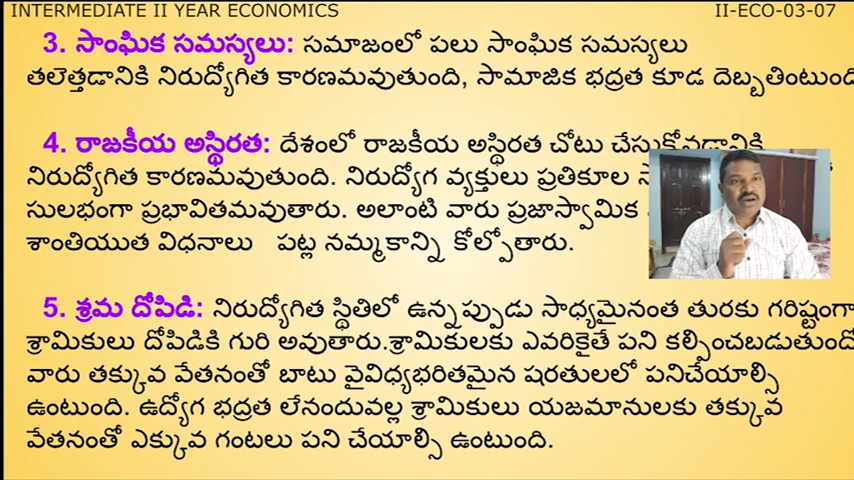 INTERMEDIATE II YEAR ECONOMICS II-ECO-03-07
3. సాంఘిక సమస్యలు: సమాజంలో పలు సాంఘిక సమస్యలు
తలెత్తడానికి నిరుద్యోగిత కారణమవుతుంది, సామాజిక భద్రత కూడ దెబ్బతింటుంది
4. రాజకీయ అస్థిరత: దేశంలో రాజకీయ అస్థిరత చోటు చేసుకోవడానికి
నిరుద్యోగిత కారణమవుతుంది. నిరుద్యోగ వ్యక్తులు ప్రతికూల
సులభంగా ప్రభావితమవుతారు. అలాంటి వారు ప్రజాస్వామిక
శాంతియుత విధనాలు పట్ల నమ్మకాన్ని కోల్పోతారు.
5. శ్రమ దోపిడి: నిరుద్యోగిత స్థితిలో ఉన్నప్పుడు సాధ్యమైనంత తురకు గరిష్టంగా
శ్రామికులు దోపిడికి గురి అవుతారు.శ్రామికులకు ఎవరికైతే పని కల్పించబడుతుందో
వారు తక్కువ వేతనంతో బాటు వైవిధ్యభరితమైన షరతులలో పనిచేయాల్సి
ఉంటుంది. ఉద్యోగ భద్రత లేనందువల్ల శ్రామికులు యజమానులకు తక్కువ
వేతనంతో ఎక్కువ గంటలు పని చేయాల్సి ఉంటుంది.